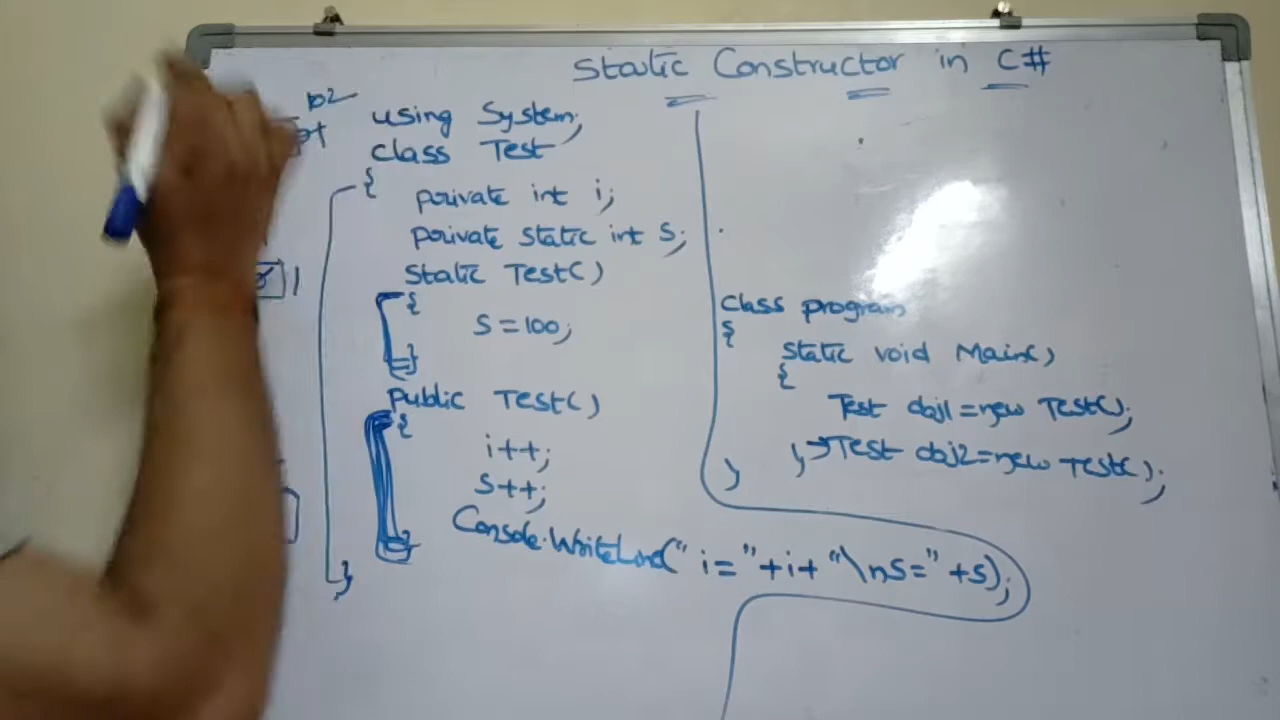 Static Constructor in C#
using System;
class Test
{
private int i;
private static int s;
static Test()
{
s=100;
}
public Test()
{
i++;
s++;
Console.WriteLine("i="+i+"\ns="+s);
}
}
class program
{
static void Main()
{
Test obj1=new Test();
Test obj2=new Test();
}
}